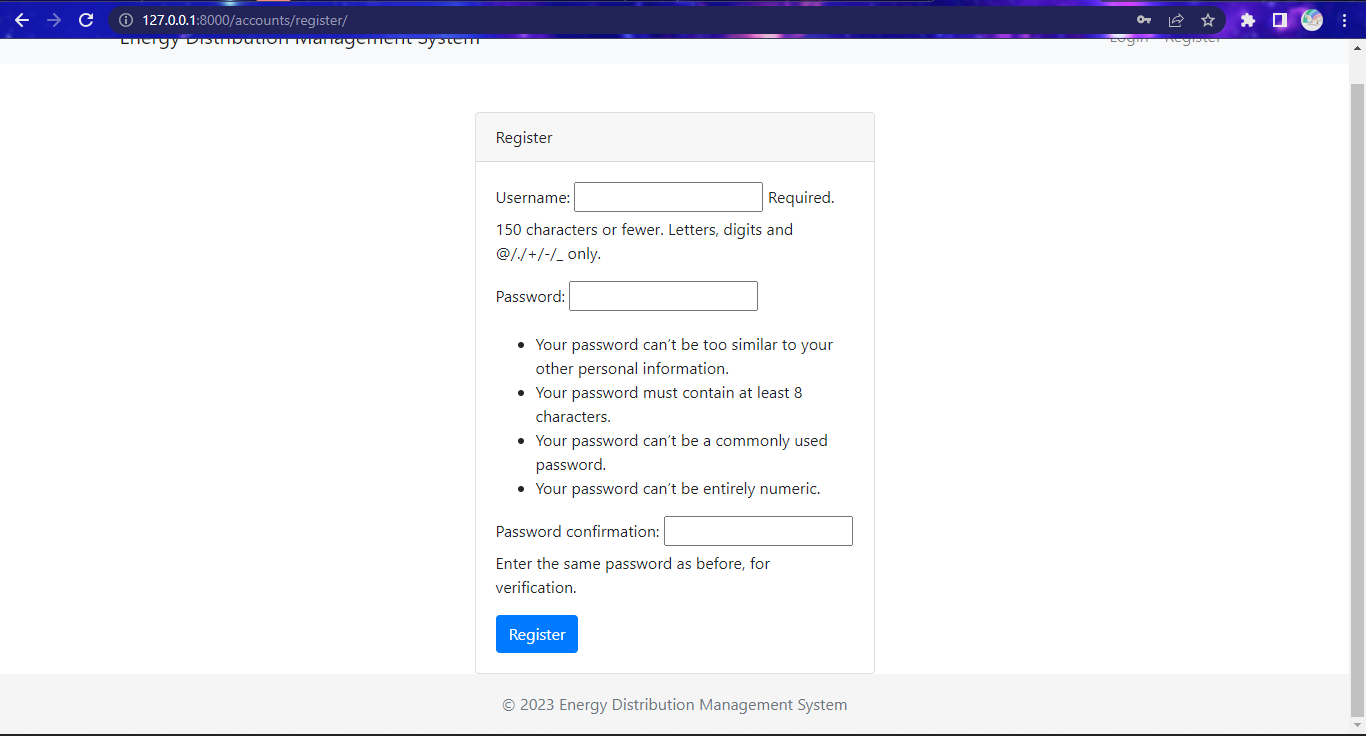 127.0.0.1:8000/accounts/register/
Energy Distribution Management System
Login Register
Register
Username: Required.
150 characters or fewer. Letters, digits and
@/./+/-/_ only.
Password:
Your password can’t be too similar to your
other personal information.
Your password must contain at least 8
characters.
Your password can’t be a commonly used
password.
Your password can’t be entirely numeric.
Password confirmation:
Enter the same password as before, for
verification.
Register
© 2023 Energy Distribution Management System